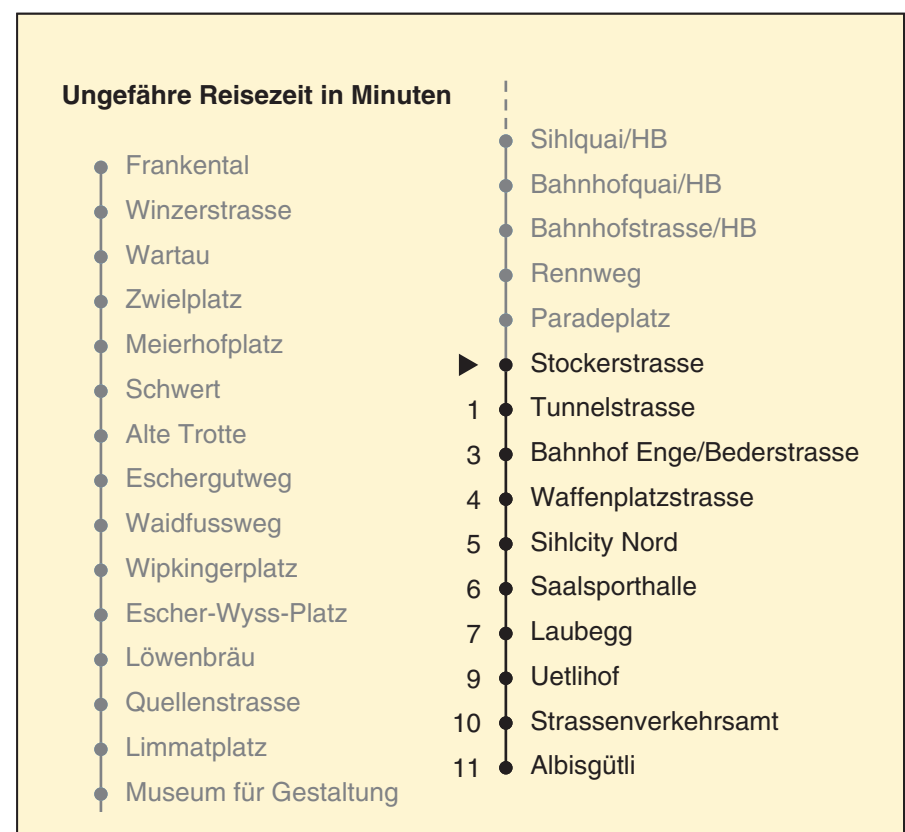 Ungefähre Reisezeit in Minuten
Frankental
Winzerstrasse
Wartau
Zwielplatz
Meierhofplatz
Schwert
Alte Trotte
Eschergutweg
Waidfussweg
Wipkingerplatz
Escher-Wyss-Platz
Löwenbräu
Quellenstrasse
Limmatplatz
Museum für Gestaltung
Sihlquai/HB
Bahnhofquai/HB
Bahnhofstrasse/HB
Rennweg
Paradeplatz
Stockerstrasse
1 Tunnelstrasse
3 Bahnhof Enge/Bederstrasse
4 Waffenplatzstrasse
5 Sihlcity Nord
6 Saalsporthalle
7 Laubegg
9 Uetlihof
10 Strassenverkehrsamt
11 Albisgütli